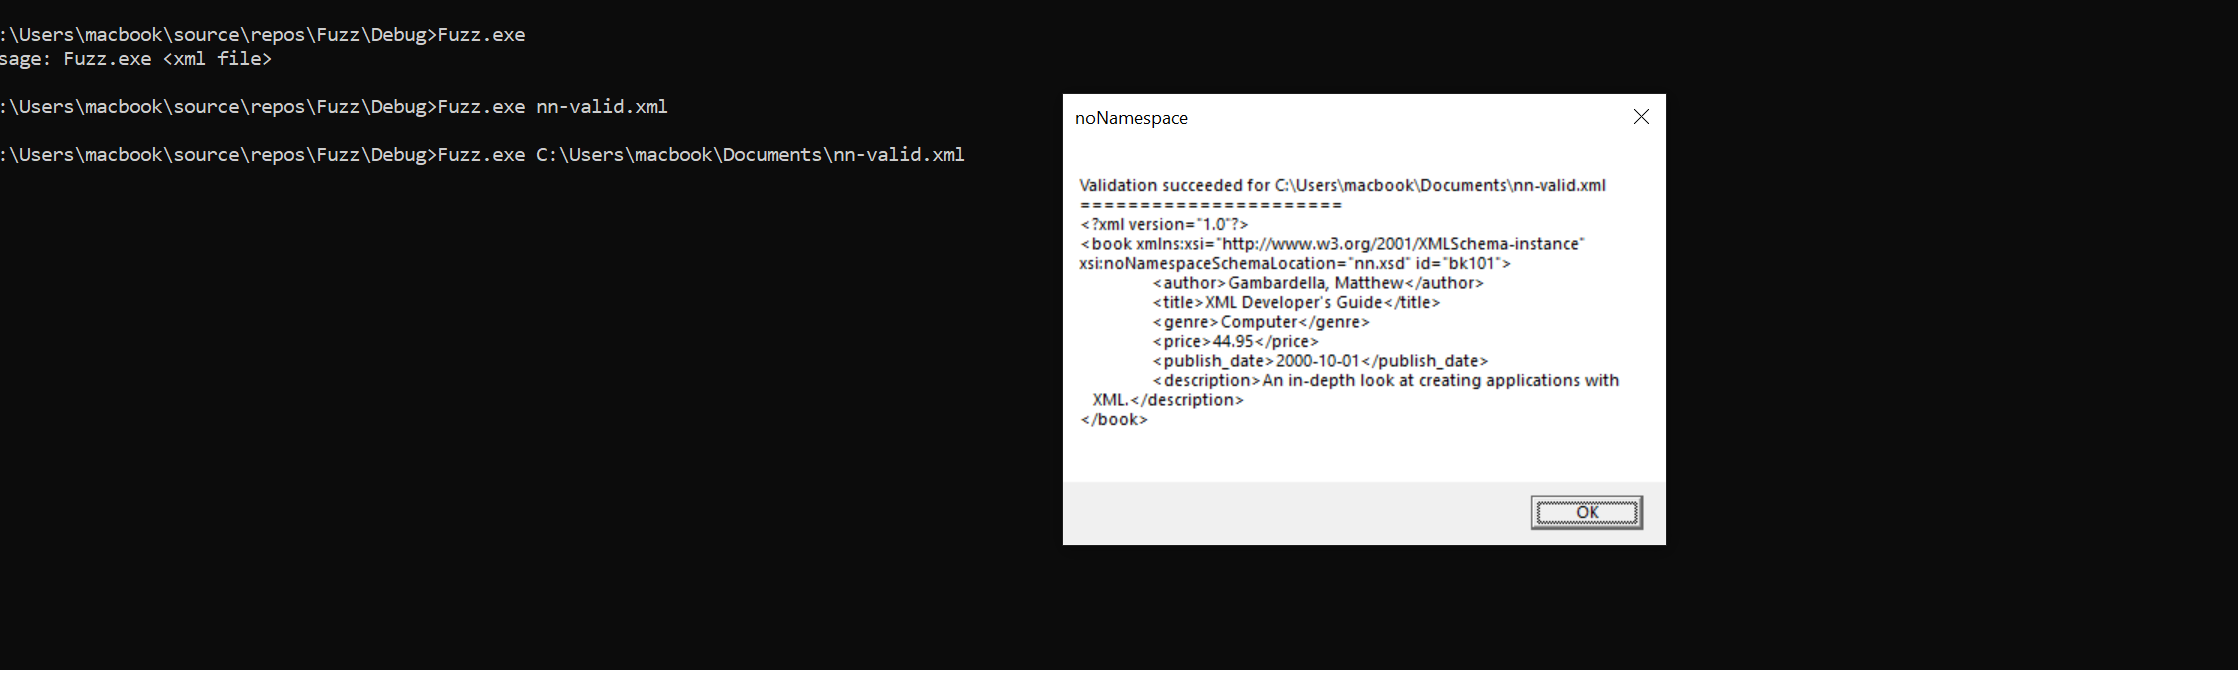 :\Users\macbook\source\repos\Fuzz\Debug>Fuzz.exe
sage: Fuzz.exe <xml file>
:\Users\macbook\source\repos\Fuzz\Debug>Fuzz.exe nn-valid.xml
:\Users\macbook\source\repos\Fuzz\Debug>Fuzz.exe C:\Users\macbook\Documents\nn-valid.xml
noNamespace
Validation succeeded for C:\Users\macbook\Documents\nn-valid.xml
======================
<?xml version="1.0"?>
<book xmlns:xsi="http://www.w3.org/2001/XMLSchema-instance"
xsi:noNamespaceSchemaLocation="nn.xsd" id="bk101">
<author>Gambardella, Matthew</author>
<title>XML Developer's Guide</title>
<genre>Computer</genre>
<price>44.95</price>
<publish_date>2000-10-01</publish_date>
<description>An in-depth look at creating applications with
XML.</description>
</book>
OK